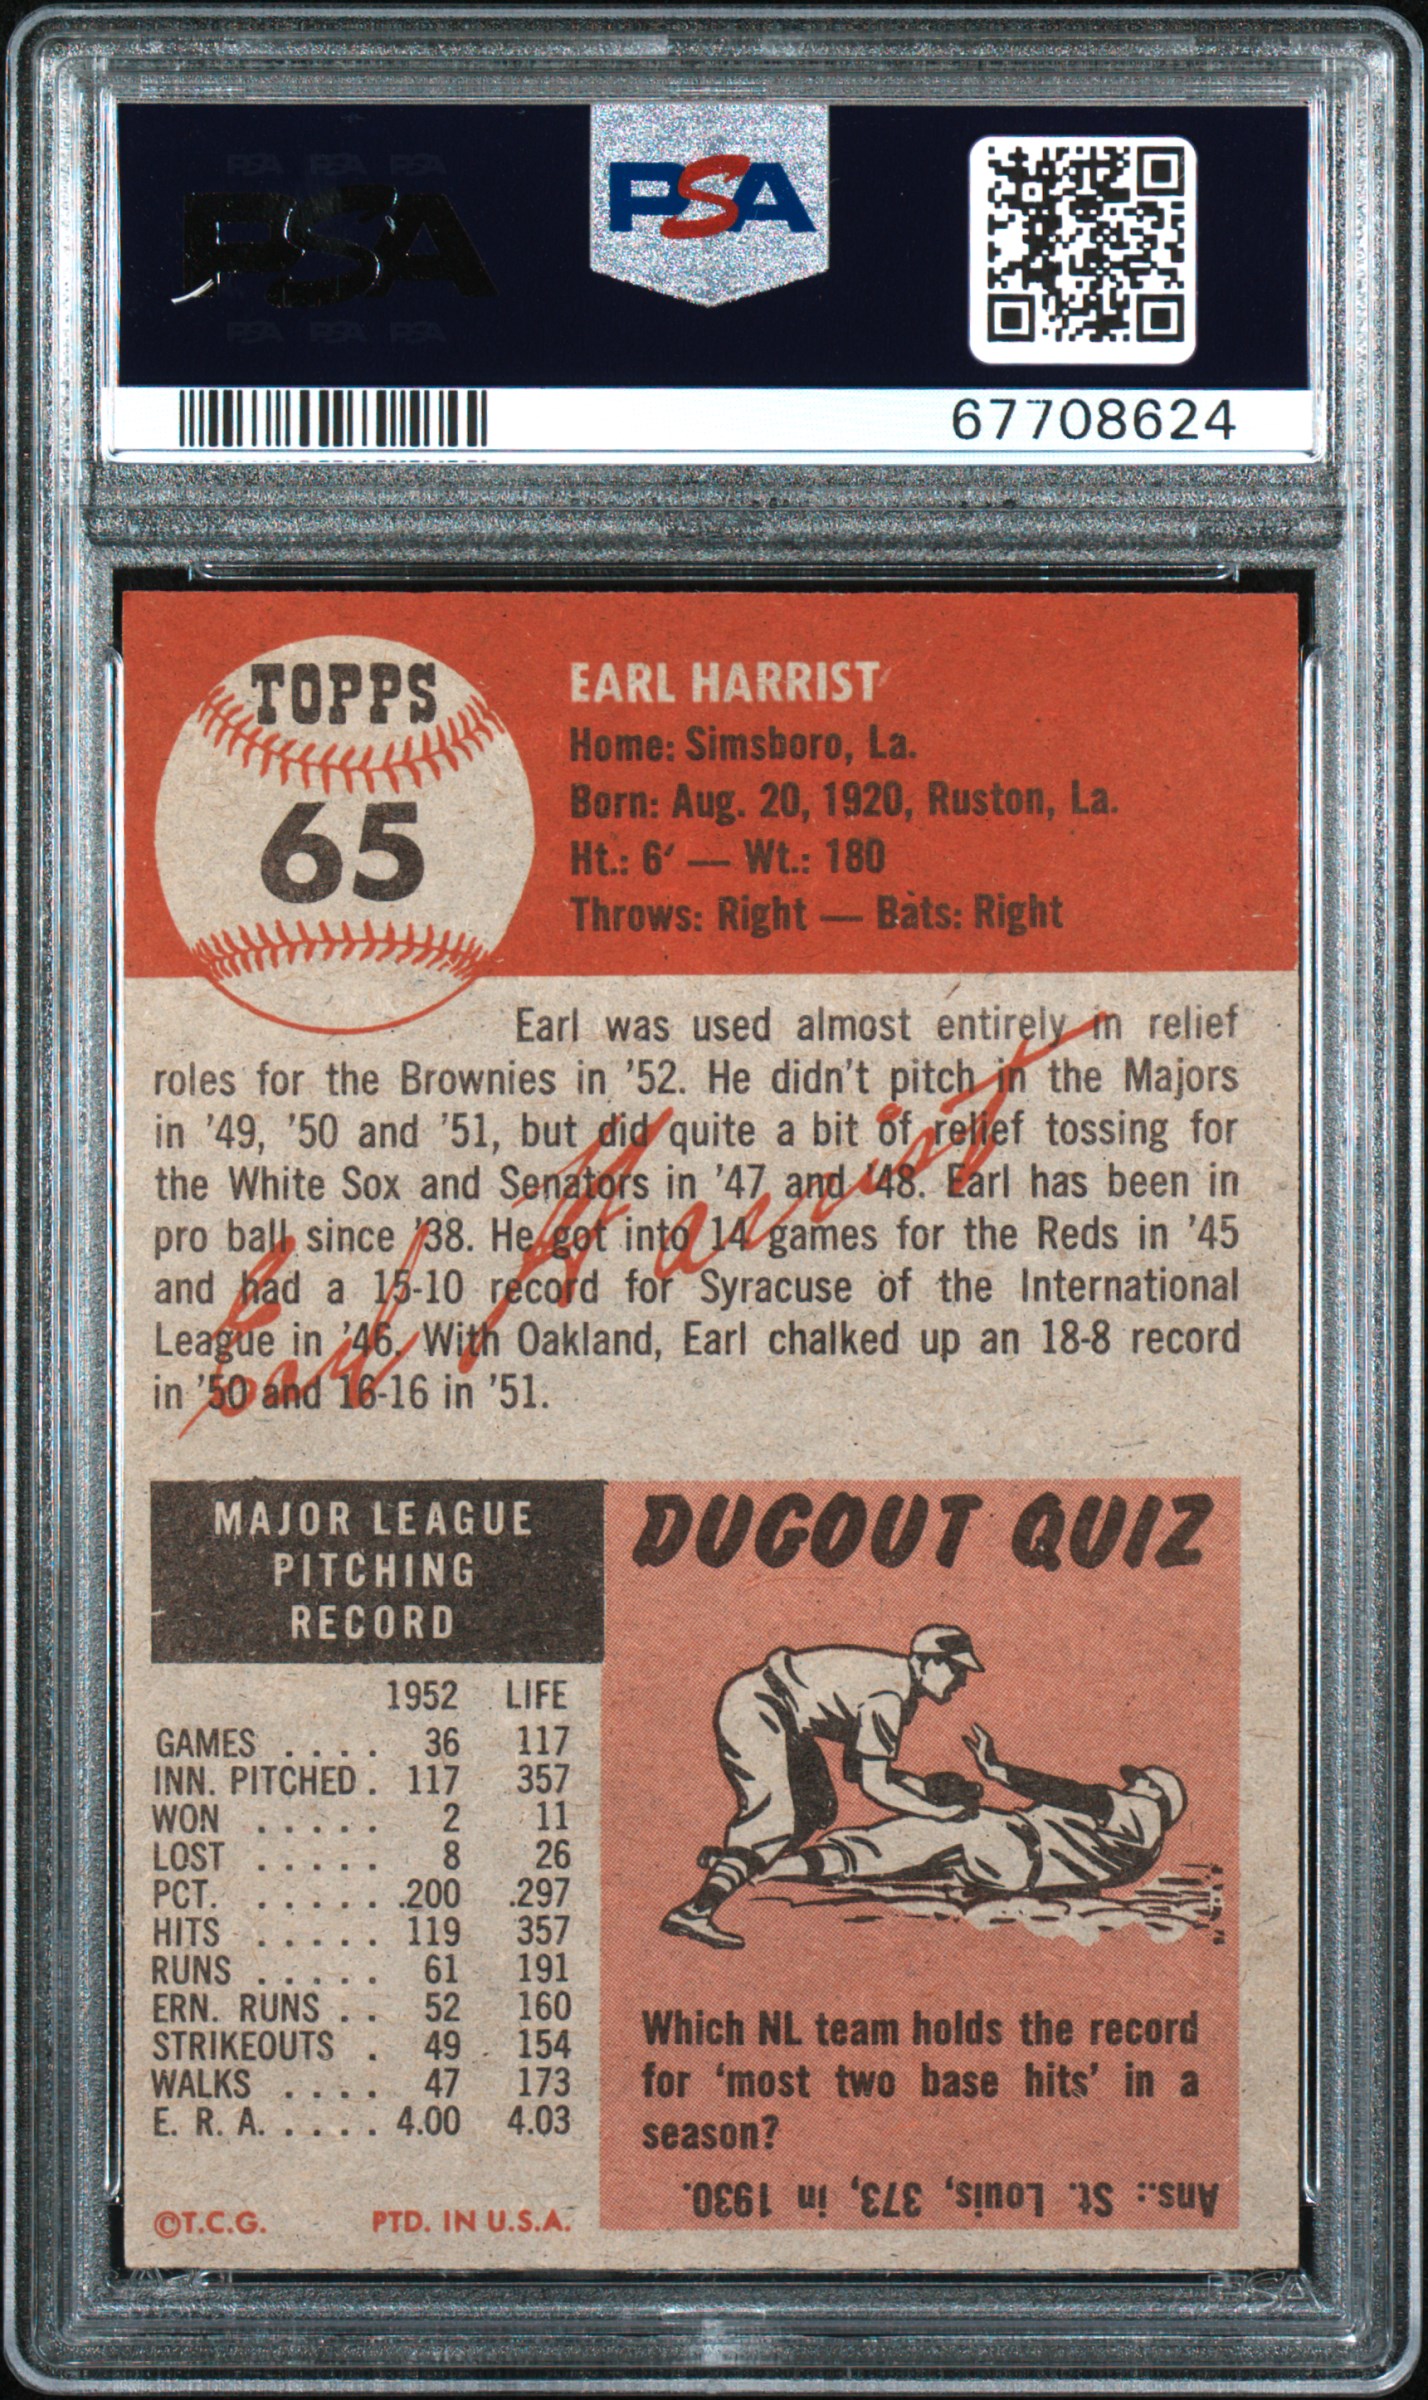 PSA PSA PSA
PSA
PSA PSA PSA
PSA
67708624
TOPPS
65
EARL HARRIST
Home: Simsboro, La.
Born: Aug. 20, 1920, Ruston, La.
Ht.: 6′ — Wt.: 180
Throws: Right — Bats: Right
Earl was used almost entirely in relief
roles for the Brownies in '52. He didn't pitch in the Majors
in '49, '50 and '51, but did quite a bit of relief tossing for
the White Sox and Senators in '47 and '48. Earl has been in
pro ball since '38. He got into 14 games for the Reds in '45
and had a 15-10 record for Syracuse of the International
League in '46. With Oakland, Earl chalked up an 18-8 record
in '50 and 16-16 in '51.
Earl Harrist
MAJOR LEAGUE
PITCHING
RECORD
1952 LIFE
GAMES . . . . 36 117
INN. PITCHED . 117 357
WON . . . . . 2 11
LOST . . . . . 8 26
PCT. . . . . . .200 .297
HITS . . . . . 119 357
RUNS . . . . . 61 191
ERN. RUNS . . 52 160
STRIKEOUTS . 49 154
WALKS . . . . 47 173
E. R. A. . . . . . 4.00 4.03
©T.C.G. PTD. IN U.S.A.
DUGOUT QUIZ
Which NL team holds the record
for 'most two base hits' in a
season?
Ans.: St. Louis, 373, in 1930.
PSA